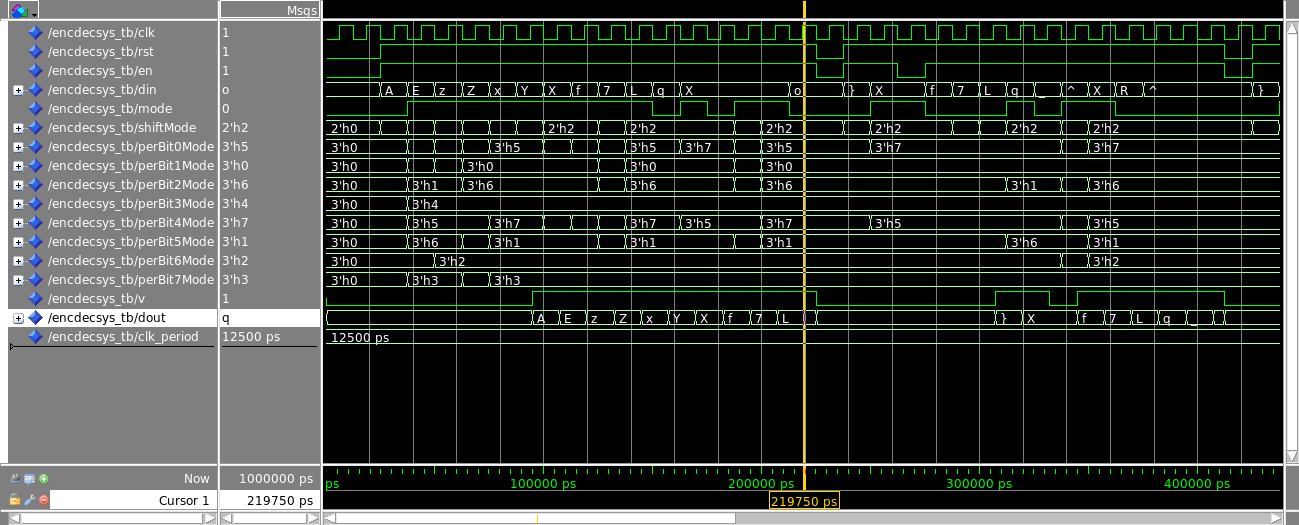 Msgs
/encdecsys_tb/clk 1
/encdecsys_tb/rst 1
/encdecsys_tb/en 1
/encdecsys_tb/din o A E z Z x Y X f 7 L q X o } X f 7 L q _ ^ X R ^ }
/encdecsys_tb/mode 0
/encdecsys_tb/shiftMode 2'h2 2'h0 2'h2 2'h2 2'h2 2'h2 2'h2 2'h2
/encdecsys_tb/perBit0Mode 3'h5 3'h0 3'h5 3'h5 3'h7 3'h5 3'h7 3'h7
/encdecsys_tb/perBit1Mode 3'h0 3'h0 3'h0 3'h0 3'h0
/encdecsys_tb/perBit2Mode 3'h6 3'h0 3'h1 3'h6 3'h6 3'h6 3'h1 3'h6
/encdecsys_tb/perBit3Mode 3'h4 3'h0 3'h4
/encdecsys_tb/perBit4Mode 3'h7 3'h0 3'h5 3'h7 3'h7 3'h5 3'h7 3'h5 3'h5
/encdecsys_tb/perBit5Mode 3'h1 3'h0 3'h6 3'h1 3'h1 3'h1 3'h6 3'h1
/encdecsys_tb/perBit6Mode 3'h2 3'h0 3'h2 3'h2
/encdecsys_tb/perBit7Mode 3'h3 3'h0 3'h3 3'h3
/encdecsys_tb/v 1
/encdecsys_tb/dout q A E z Z x Y X f 7 L } X f 7 L q _
/encdecsys_tb/clk_period 12500 ps 12500 ps
Now 1000000 ps ps 100000 ps 200000 ps 300000 ps 400000 ps
Cursor 1 219750 ps 219750 ps